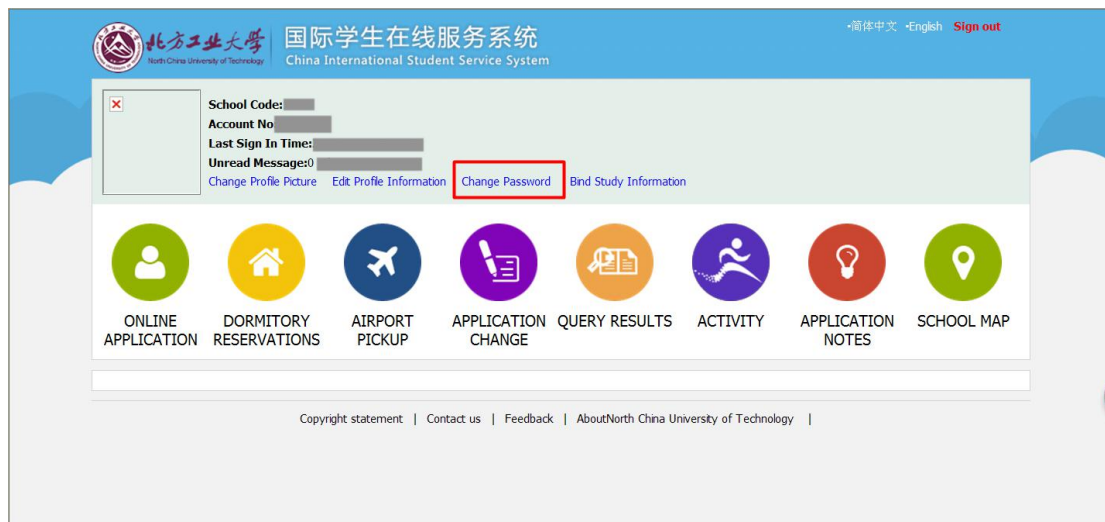 ·简体中文 ·English Sign out
北方工业大学
North China University of Technology
国际学生在线服务系统
China International Student Service System
School Code:
Account No
Last Sign In Time:
Unread Message:0
Change Profile Picture Edit Profile Information Change Password Bind Study Information
ONLINE APPLICATION
DORMITORY RESERVATIONS
AIRPORT PICKUP
APPLICATION CHANGE
QUERY RESULTS
ACTIVITY
APPLICATION NOTES
SCHOOL MAP
Copyright statement | Contact us | Feedback | AboutNorth China University of Technology |